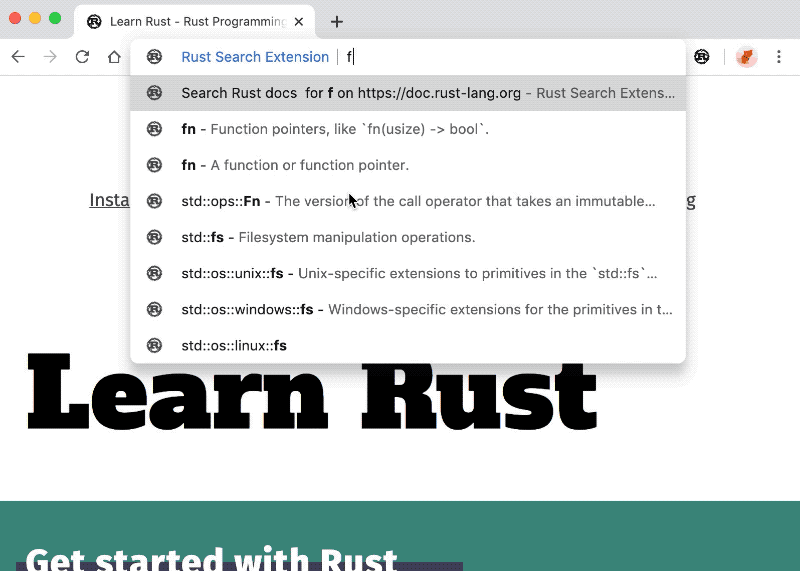 Learn Rust - Rust Programming
Rust Search Extension | f
Search Rust docs for f on https://doc.rust-lang.org - Rust Search Extens...
fn - Function pointers, like `fn(usize) -> bool`.
fn - A function or function pointer.
Insta
std::ops::Fn - The version of the call operator that takes an immutable...
g
std::fs - Filesystem manipulation operations.
std::os::unix::fs - Unix-specific extensions to primitives in the `std::fs`...
std::os::windows::fs - Windows-specific extensions for the primitives in t...
std::os::linux::fs
Learn Rust
Get started with Rust